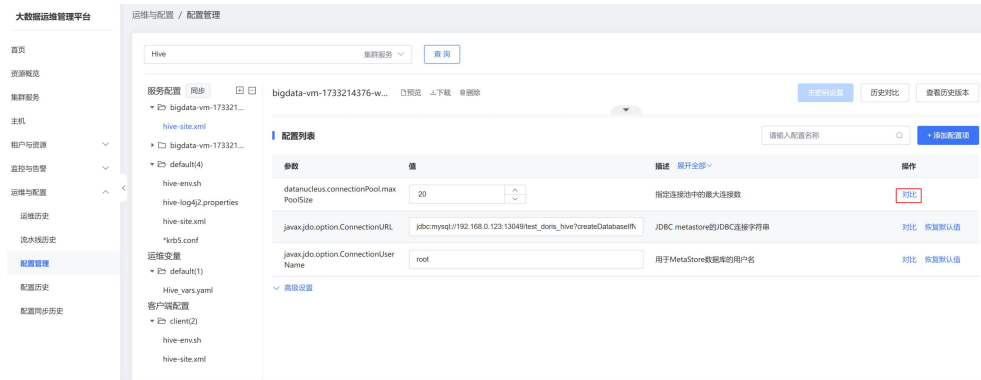 大数据运维管理平台
运维与配置 / 配置管理
首页
资源概览
集群服务
主机
租户与资源
监控与告警
运维与配置
运维历史
流水线历史
配置管理
配置历史
配置同步历史
Hive 集群服务 查 询
服务配置 同步
bigdata-vm-173321...
hive-site.xml
bigdata-vm-173321...
default(4)
hive-env.sh
hive-log4j2.properties
hive-site.xml
*krb5.conf
运维变量
default(1)
Hive_vars.yaml
客户端配置
client(2)
hive-env.sh
hive-site.xml
bigdata-vm-1733214376-w... 预览 下载 删除
主密码设置 历史对比 查看历史版本
配置列表 请输入配置名称 + 添加配置项
参数 值 描述 展开全部 操作
datanucleus.connectionPool.max
PoolSize 20 指定连接池中的最大连接数 对比
javax.jdo.option.ConnectionURL jdbc:mysql://192.168.0.123:13049/test_doris_hive?createDatabaseIfN JDBC metastore的JDBC连接字符串 对比 恢复默认值
javax.jdo.option.ConnectionUser
Name root 用于MetaStore数据库的用户名 对比 恢复默认值
高级设置